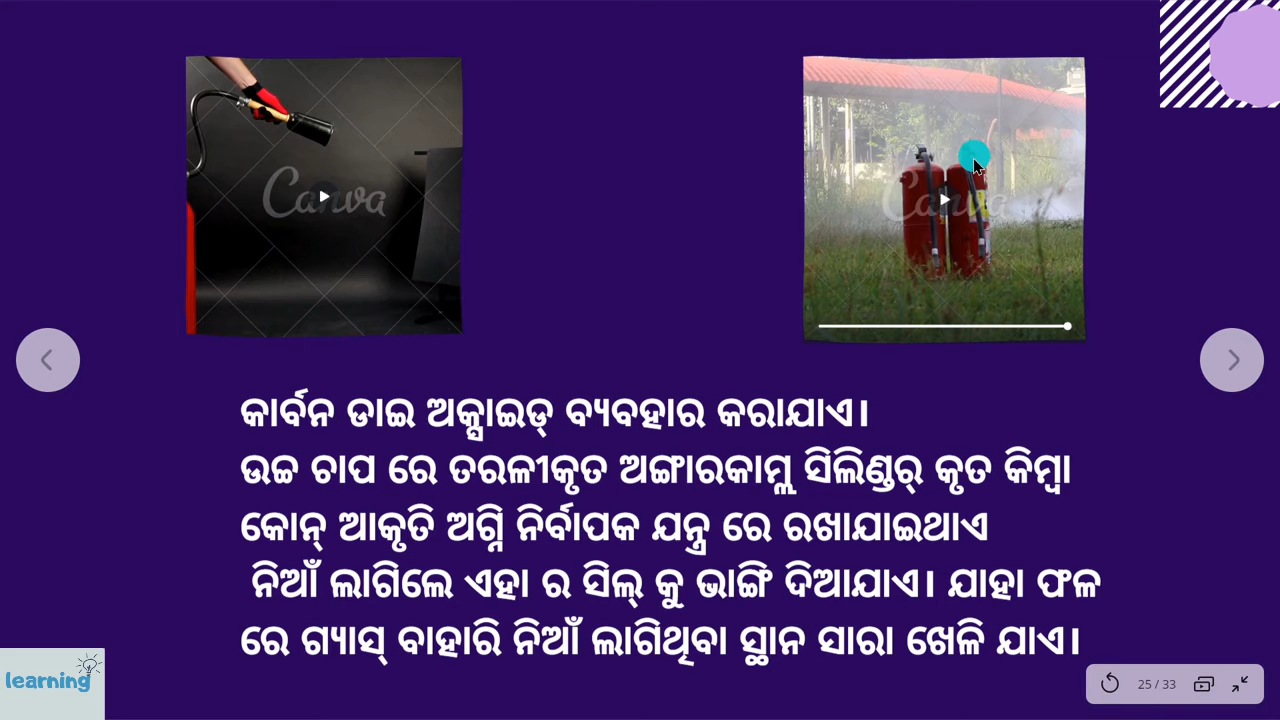 Canva
Canva
କାର୍ବନ ଡାଇ ଅକ୍ସାଇଡ୍ ବ୍ୟବହାର କରାଯାଏ।
ଉଚ୍ଚ ଚାପ ରେ ତରଳୀକୃତ ଅଙ୍ଗାରକାମ୍ଳ ସିଲିଣ୍ଡର୍ କୃତ କିମ୍ବା
କୋନ୍ ଆକୃତି ଅଗ୍ନି ନିର୍ବାପକ ଯନ୍ତ୍ର ରେ ରଖାଯାଇଥାଏ
ନିଆଁ ଲାଗିଲେ ଏହା ର ସିଲ୍ କୁ ଭାଙ୍ଗି ଦିଆଯାଏ। ଯାହା ଫଳ
ରେ ଗ୍ୟାସ୍ ବାହାରି ନିଆଁ ଲାଗିଥିବା ସ୍ଥାନ ସାରା ଖେଳି ଯାଏ।
learning
25 / 33